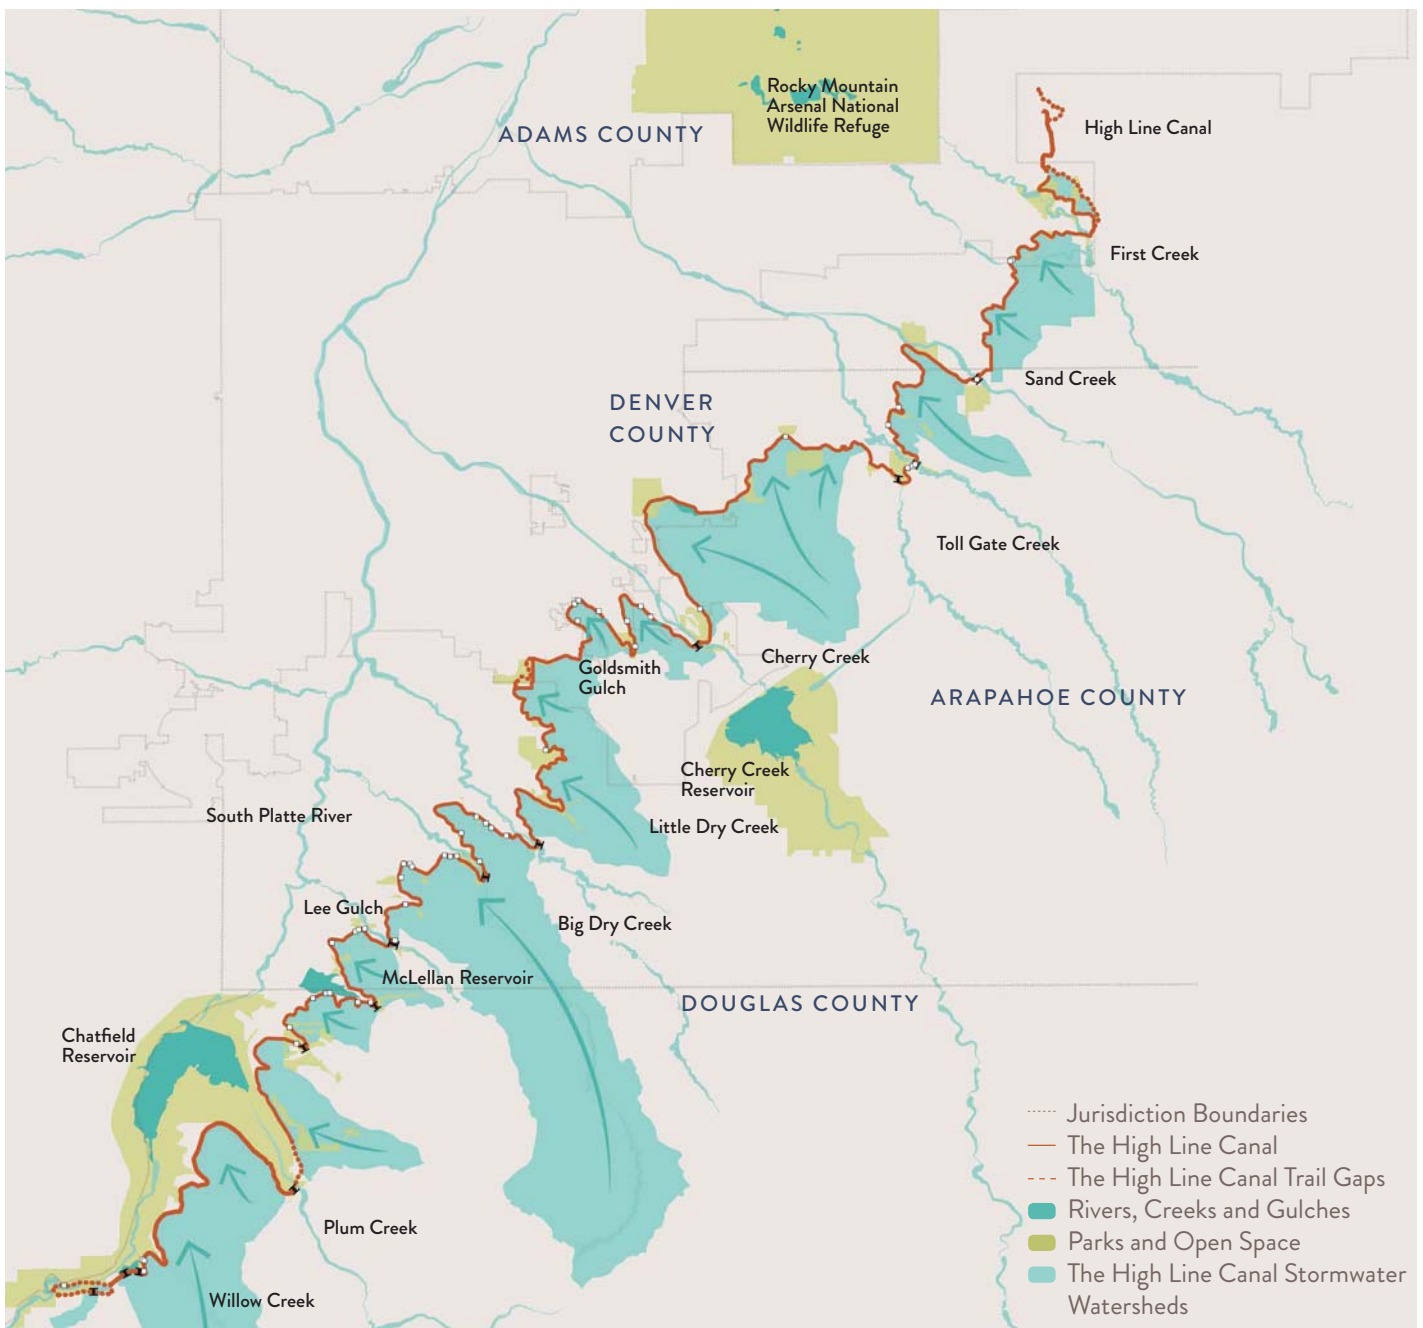 Rocky Mountain
Arsenal National
Wildlife Refuge
ADAMS COUNTY
High Line Canal
First Creek
Sand Creek
DENVER
COUNTY
Toll Gate Creek
Cherry Creek
Goldsmith
Gulch
ARAPAHOE COUNTY
Cherry Creek
Reservoir
South Platte River
Little Dry Creek
Lee Gulch
Big Dry Creek
McLellan Reservoir
DOUGLAS COUNTY
Chatfield
Reservoir
Plum Creek
Willow Creek
Jurisdiction Boundaries
The High Line Canal
The High Line Canal Trail Gaps
Rivers, Creeks and Gulches
Parks and Open Space
The High Line Canal Stormwater
Watersheds